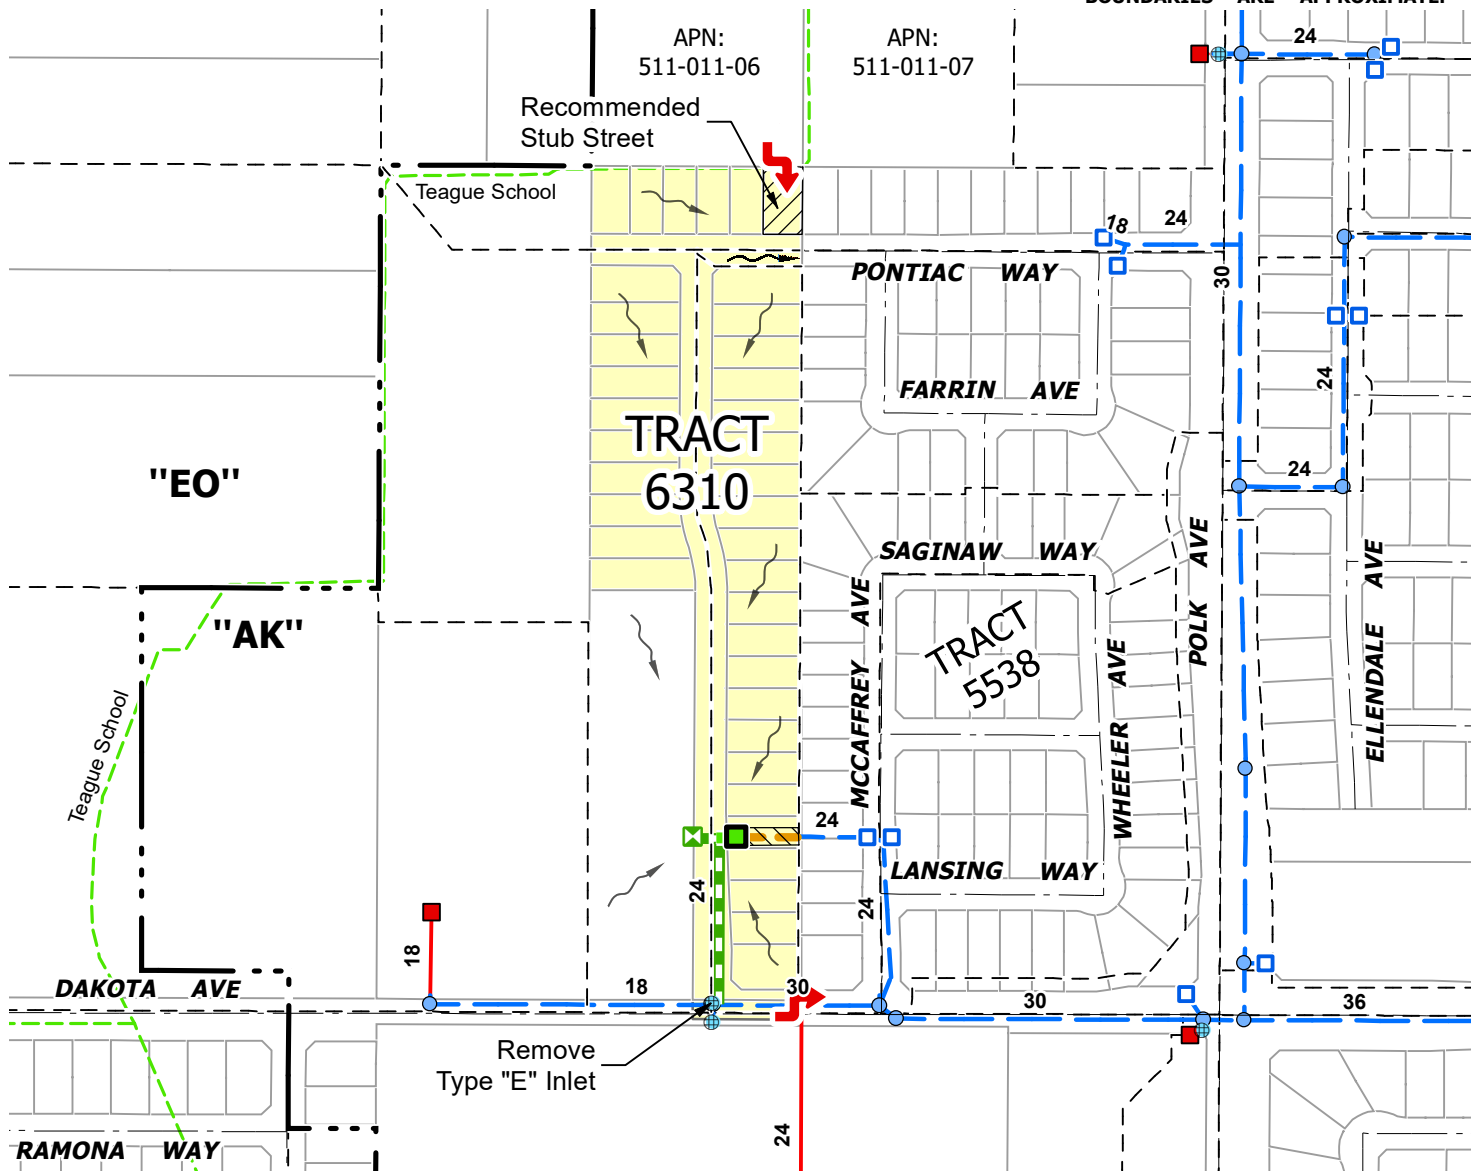 BOUNDARIES ARE APPROXIMATE.
24
APN:
511-011-06
APN:
511-011-07
Recommended
Stub Street
Teague School
18
24
PONTIAC WAY
30
FARRIN AVE
24
TRACT
6310
"EO"
24
SAGINAW WAY
POLK AVE
ELLENDALE AVE
MCCAFFREY AVE
TRACT
5538
WHEELER AVE
"AK"
Teague School
24
LANSING WAY
24
24
18
DAKOTA AVE
18
30
30
36
Remove
Type "E" Inlet
24
RAMONA WAY